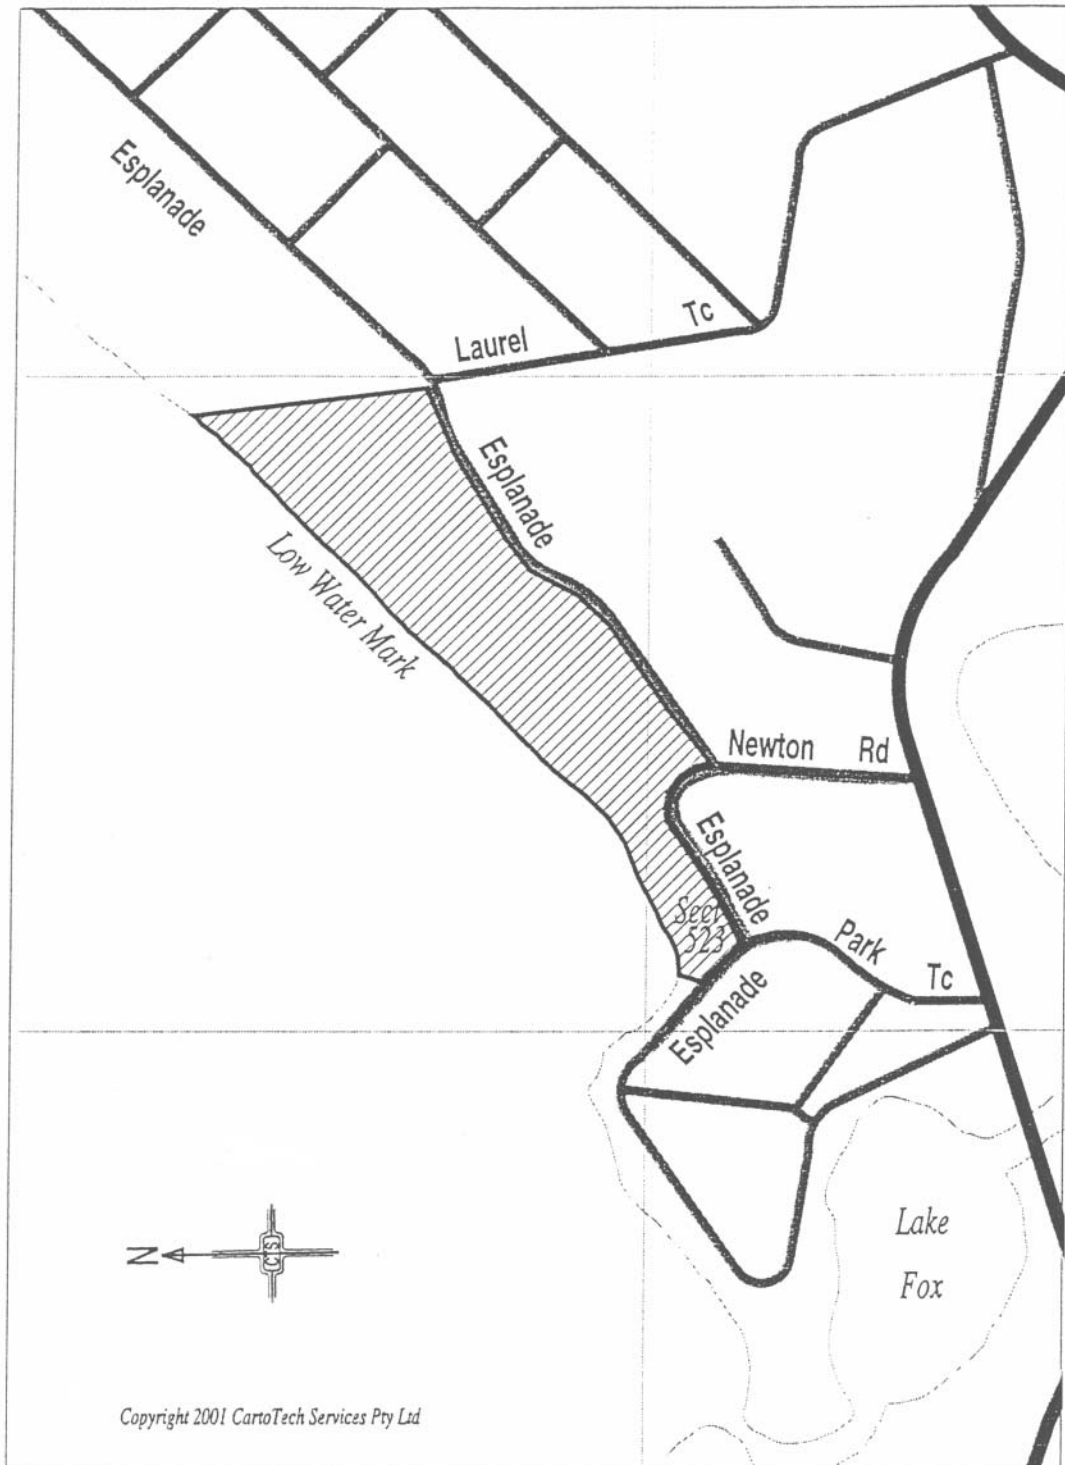 Esplanade
Laurel Tc
Esplanade
Low Water Mark
Newton Rd
Esplanade
Sect
523
Park Tc
Esplanade
Lake
Fox
N
CTS
Copyright 2001 CartoTech Services Pty Ltd